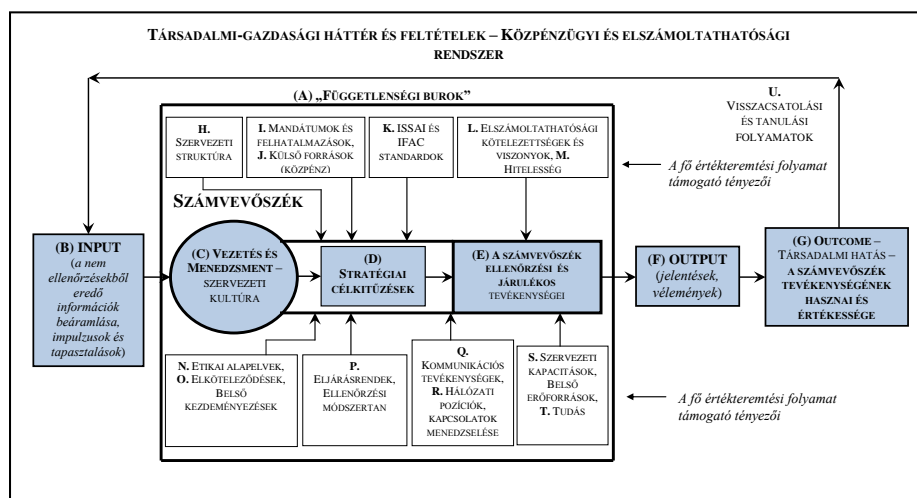 TÁRSADALMI-GAZDASÁGI HÁTTÉR ÉS FELTÉTELEK – KÖZPÉNZÜGYI ÉS ELSZÁMOLTATHATÓSÁGI
RENDSZER
(A) „FÜGGETLENSÉGI BUROK”
U.
VISSZACSATOLÁSI
ÉS TANULÁSI
FOLYAMATOK
H.
SZERVEZETI
STRUKTÚRA
I. MANDÁTUMOK ÉS
FELHATALMAZÁSOK,
J. KÜLSŐ FORRÁSOK
(KÖZPÉNZ)
K. ISSAI ÉS
IFAC
STANDARDOK
L. ELSZÁMOLTATHATÓSÁGI
KÖTELEZETTSÉGEK ÉS
VISZONYOK, M.
HITELESSÉG
A fő értékteremtési folyamat
támogató tényezői
SZÁMVEVŐSZÉK
(B) INPUT
(a nem
ellenőrzésekből
eredő
információk
beáramlása,
impulzusok és
tapasztalások)
(C) VEZETÉS ÉS
MENEDZSMENT –
SZERVEZETI
KULTÚRA
(D)
STRATÉGIAI
CÉLKITŰZÉSEK
(E) A SZÁMVEVŐSZÉK
ELLENŐRZÉSI ÉS
JÁRULÉKOS
TEVÉKENYSÉGEI
(F) OUTPUT
(jelentések,
vélemények)
(G) OUTCOME –
TÁRSADALMI HATÁS –
A SZÁMVEVŐSZÉK
TEVÉKENYSÉGÉNEK
HASZNAI ÉS
ÉRTÉKESSÉGE
N. ETIKAI ALAPELVEK,
O. ELKÖTELEZŐDÉSEK,
BELSŐ
KEZDEMÉNYEZÉSEK
P.
ELJÁRÁSRENDEK,
ELLENŐRZÉSI
MÓDSZERTAN
Q.
KOMMUNIKÁCIÓS
TEVÉKENYSÉGEK,
R. HÁLÓZATI
POZÍCIÓK,
KAPCSOLATOK
MENEDZSELÉSE
S. SZERVEZETI
KAPACITÁSOK,
BELSŐ
ERŐFORRÁSOK,
T. TUDÁS
A fő értékteremtési folyamat
támogató tényezői